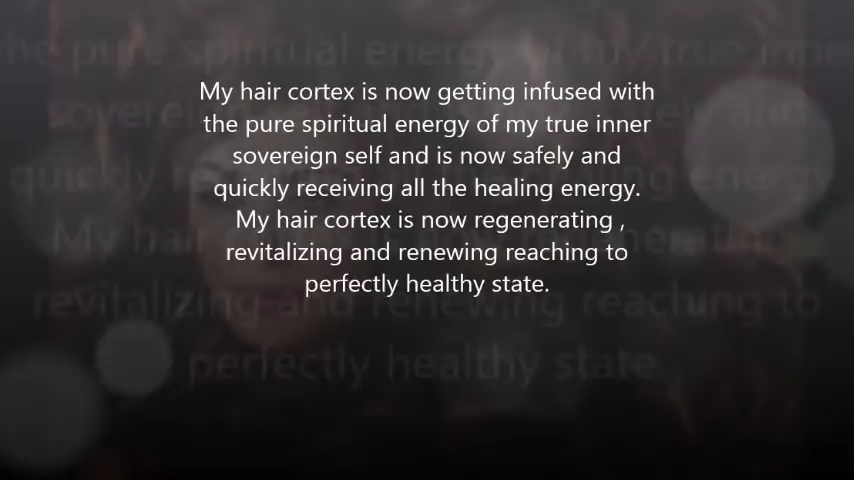 My hair cortex is now getting infused with
the pure spiritual energy of my true inner
sovereign self and is now safely and
quickly receiving all the healing energy.
My hair cortex is now regenerating ,
revitalizing and renewing reaching to
perfectly healthy state.